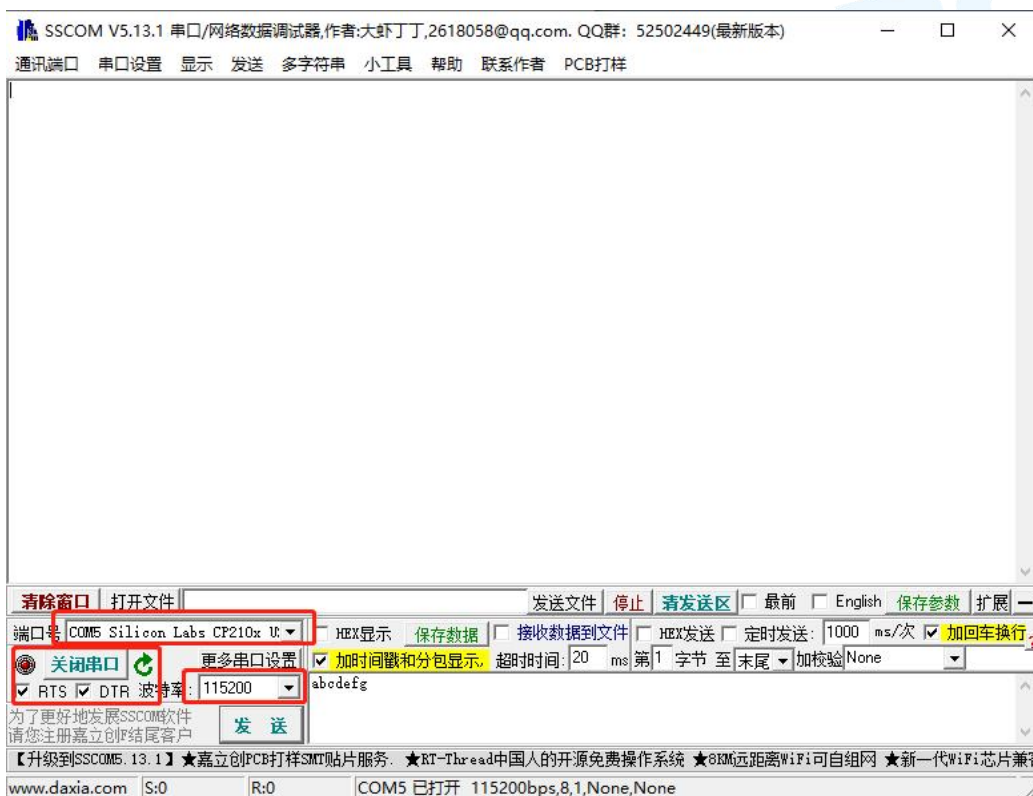 SSCOM V5.13.1 串口/网络数据调试器,作者:大虾丁丁,2618058@qq.com. QQ群: 52502449(最新版本)
通讯端口 串口设置 显示 发送 多字符串 小工具 帮助 联系作者 PCB打样
清除窗口 打开文件 发送文件 停止 清发送区 最前 English 保存参数 扩展
端口号 COM5 Silicon Labs CP210x U HEX显示 保存数据 接收数据到文件 HEX发送 定时发送: 1000 ms/次 加回车换行
关闭串口 更多串口设置 加时间戳和分包显示, 超时时间: 20 ms 第 1 字节 至 末尾 加校验 None
RTS DTR 波特率: 115200 abcdefg
为了更好地发展SSCOM软件
请您注册嘉立创F结尾客户
发 送
【升级到SSCOM5.13.1】★嘉立创PCB打样SMT贴片服务. ★RT-Thread中国人的开源免费操作系统 ★8KM远距离WiFi可自组网 ★新一代WiFi芯片兼容
www.daxia.com S:0 R:0 COM5 已打开 115200bps,8,1,None,None